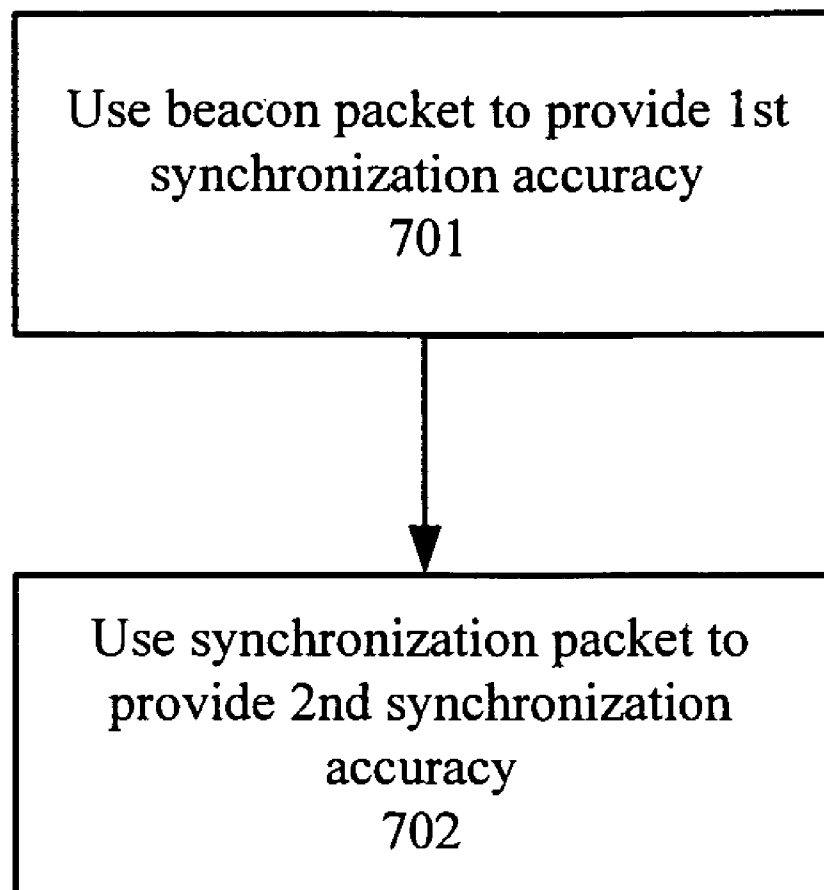 Use beacon packet to provide 1st
synchronization accuracy
701
Use synchronization packet to
provide 2nd synchronization
accuracy
702